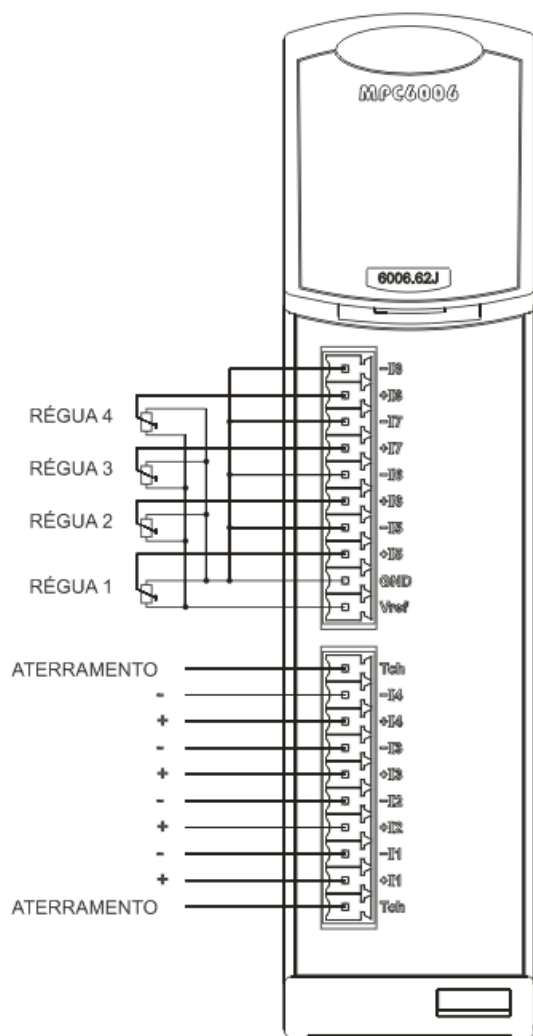 MPC6006
6006.62J
-I8
+I8
RÉGUA 4
-I7
+I7
RÉGUA 3
-I6
+I6
RÉGUA 2
-I5
+I5
RÉGUA 1
GND
Vref
ATERRAMENTO
Tch
-
-I4
+
+I4
-
-I3
+
+I3
-
-I2
+
+I2
-
-I1
+
+I1
ATERRAMENTO
Tch